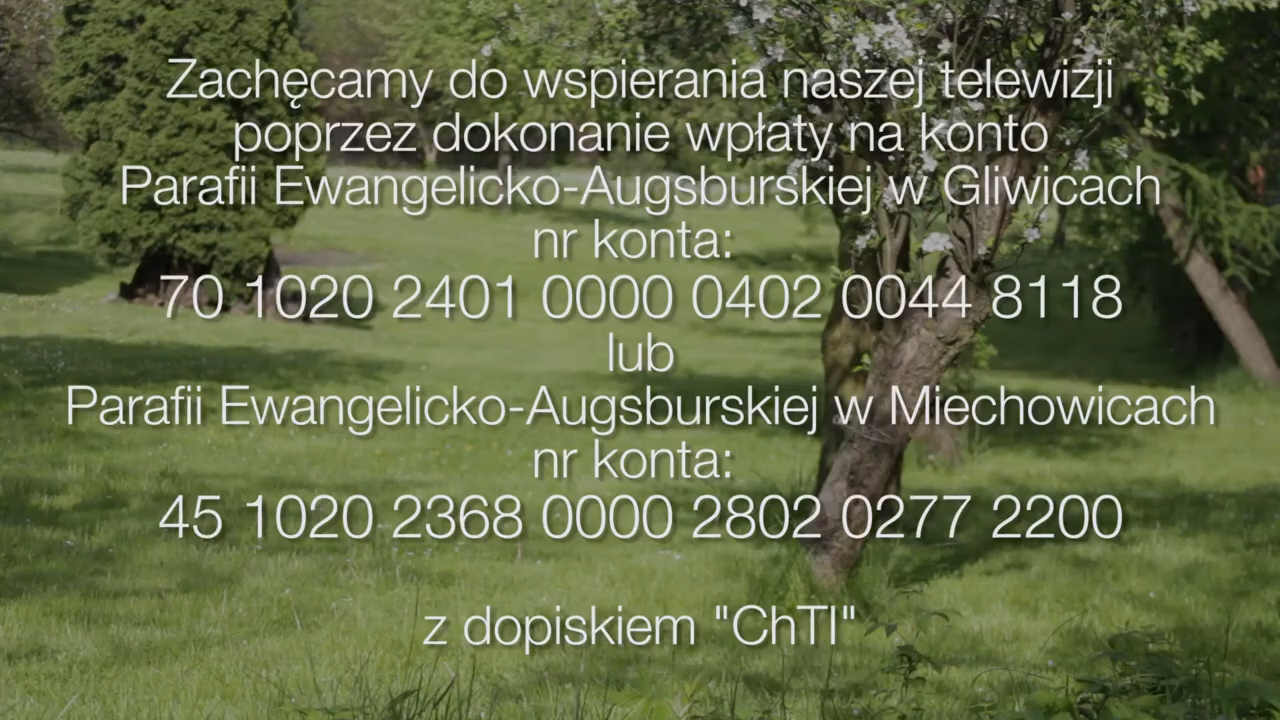 Zachęcamy do wspierania naszej telewizji
poprzez dokonanie wpłaty na konto
Parafii Ewangelicko-Augsburskiej w Gliwicach
nr konta:
70 1020 2401 0000 0402 0044 8118
lub
Parafii Ewangelicko-Augsburskiej w Miechowicach
nr konta:
45 1020 2368 0000 2802 0277 2200
z dopiskiem "ChTI"